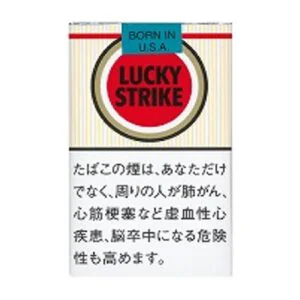 BORN IN
U.S.A.
LUCKY
STRIKE
たばこの煙は、あなただけ
でなく、周りの人が肺がん、
心筋梗塞など虚血性心
疾患、脳卒中になる危険
性も高めます。